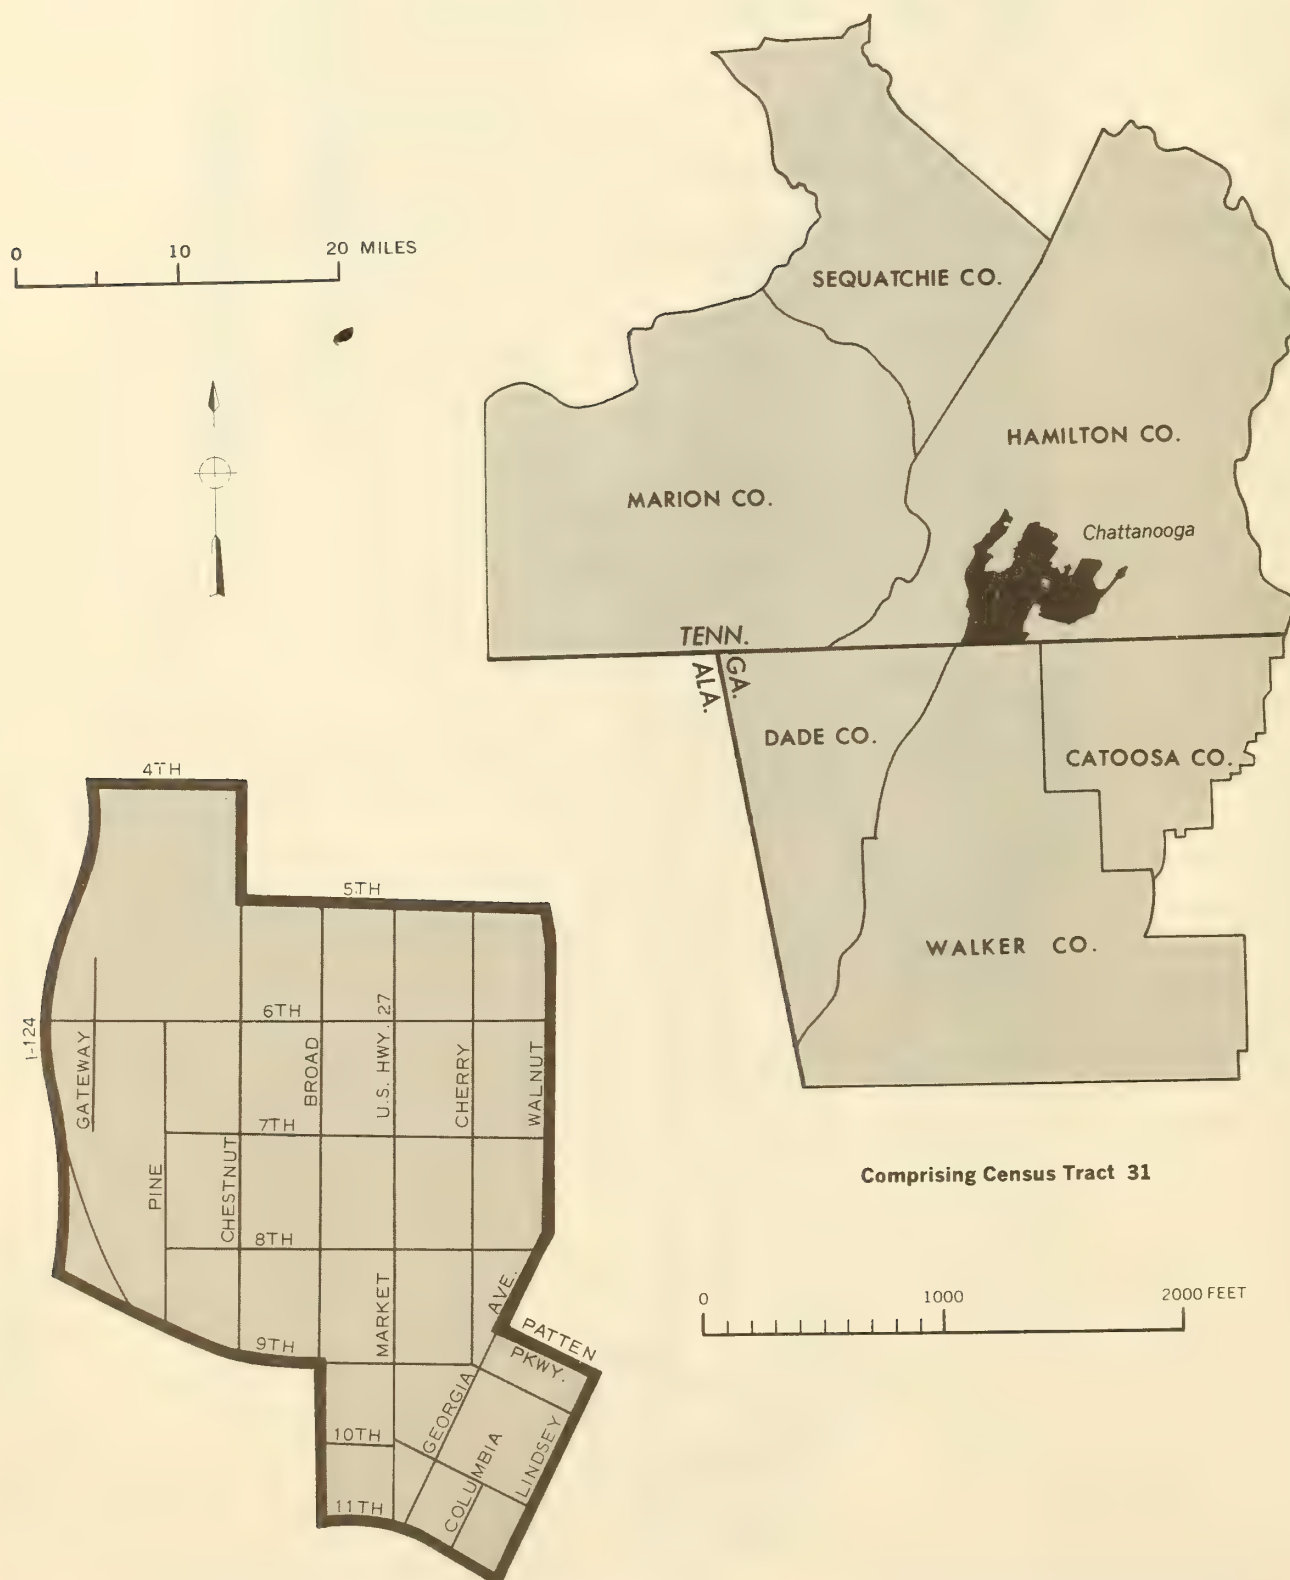 0 10 20 MILES
SEQUATCHIE CO.
HAMILTON CO.
MARION CO.
Chattanooga
TENN.
GA.
ALA.
DADE CO.
CATOOSA CO.
WALKER CO.
4TH
5TH
6TH
I-124
GATEWAY
BROAD
U.S. HWY. 27
CHERRY
WALNUT
7TH
PINE
CHESTNUT
8TH
MARKET
AVE.
9TH
PATTEN
PKWY.
GEORGIA
10TH
COLUMBIA
LINDSEY
11TH
Comprising Census Tract 31
0 1000 2000 FEET